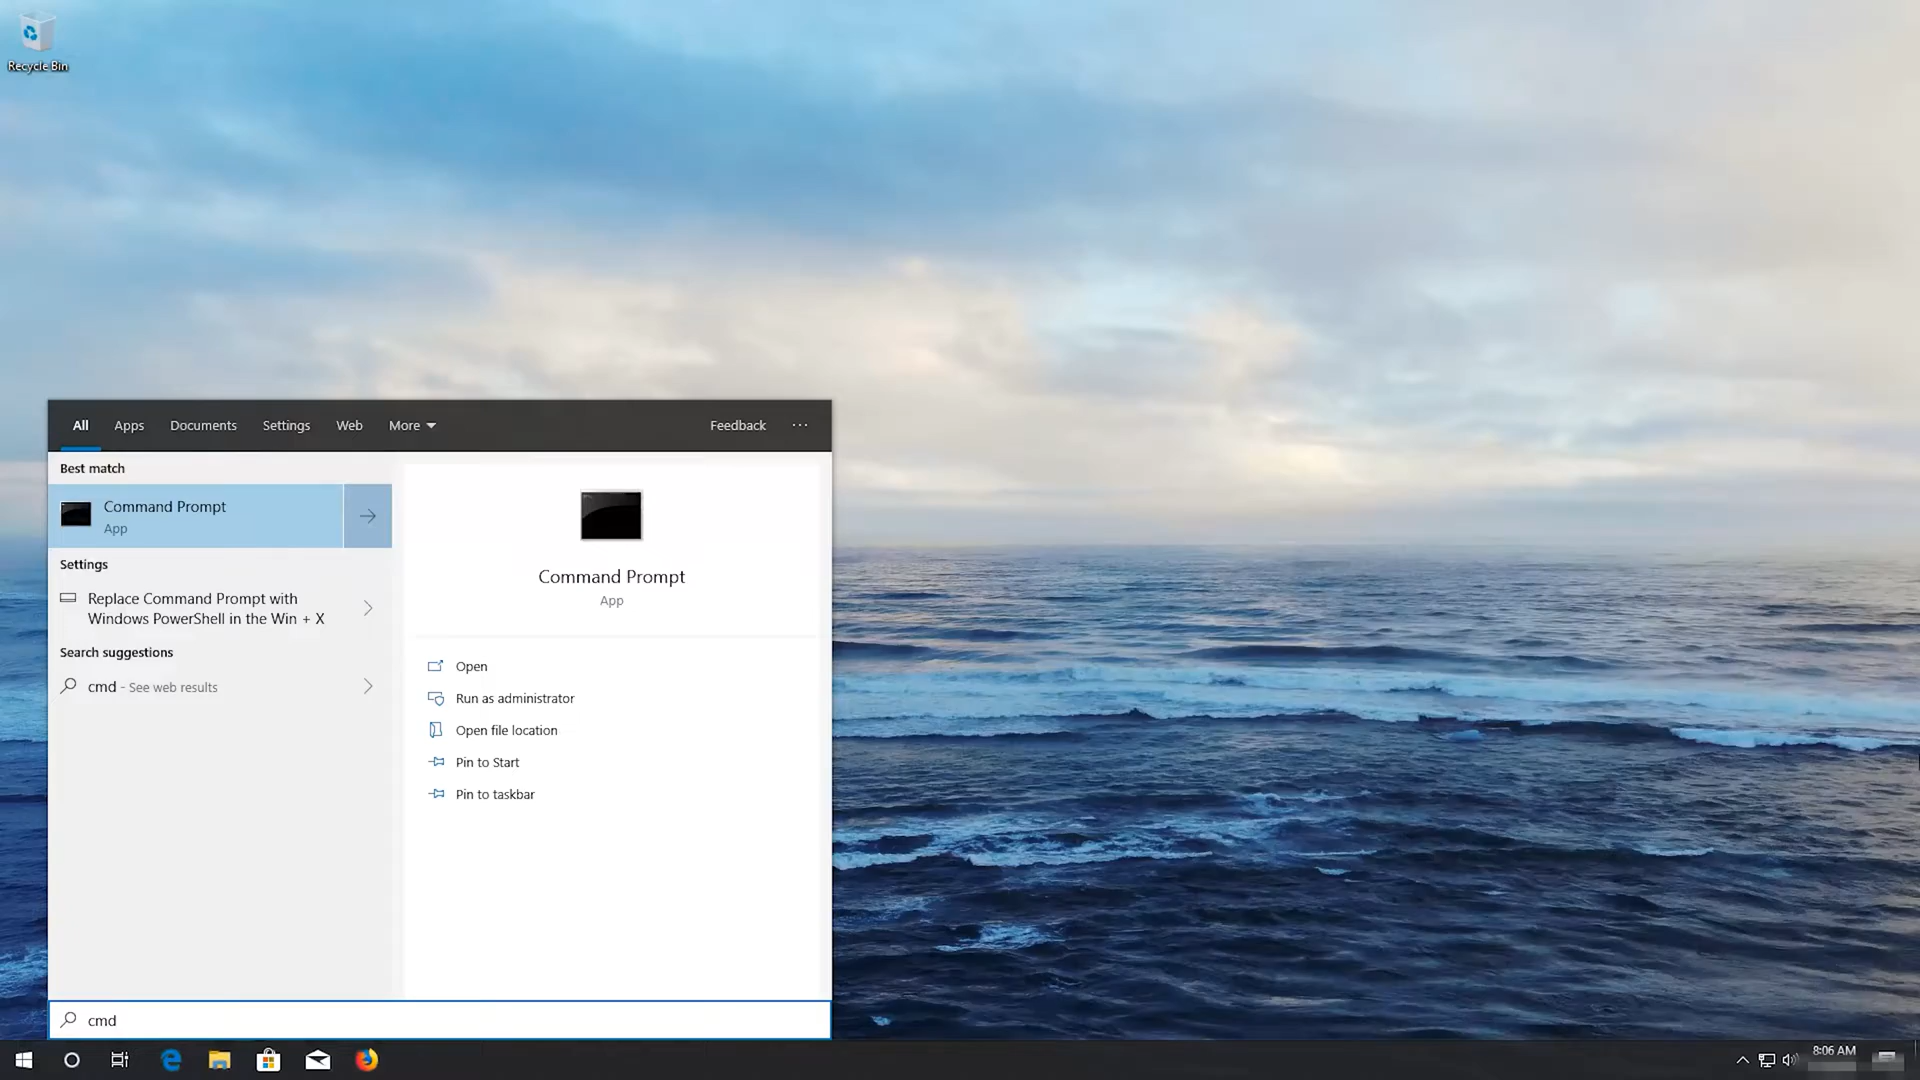 Recycle Bin
All
Apps
Documents
Settings
Web
More
Feedback
···
Best match
Command Prompt
App
Settings
Replace Command Prompt with
Windows PowerShell in the Win + X
Search suggestions
cmd - See web results
Command Prompt
App
Open
Run as administrator
Open file location
Pin to Start
Pin to taskbar
cmd
8:06 AM